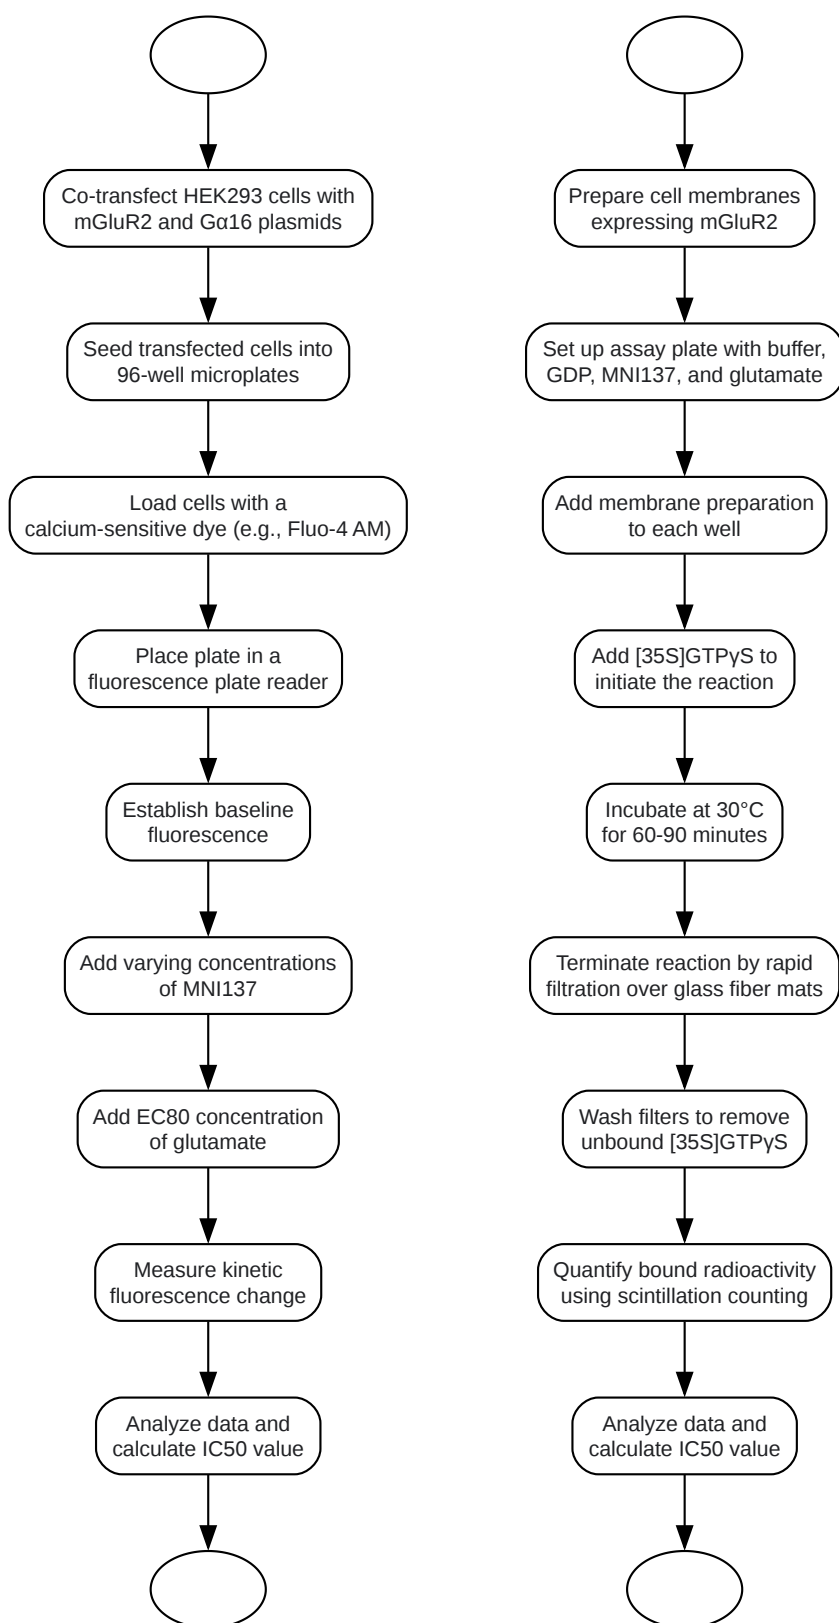 Co-transfect HEK293 cells with
mGluR2 and Gα16 plasmids
Seed transfected cells into
96-well microplates
Load cells with a
calcium-sensitive dye (e.g., Fluo-4 AM)
Place plate in a
fluorescence plate reader
Establish baseline
fluorescence
Add varying concentrations
of MNI137
Add EC80 concentration
of glutamate
Measure kinetic
fluorescence change
Analyze data and
calculate IC50 value
Prepare cell membranes
expressing mGluR2
Set up assay plate with buffer,
GDP, MNI137, and glutamate
Add membrane preparation
to each well
Add [35S]GTPγS to
initiate the reaction
Incubate at 30°C
for 60-90 minutes
Terminate reaction by rapid
filtration over glass fiber mats
Wash filters to remove
unbound [35S]GTPγS
Quantify bound radioactivity
using scintillation counting
Analyze data and
calculate IC50 value